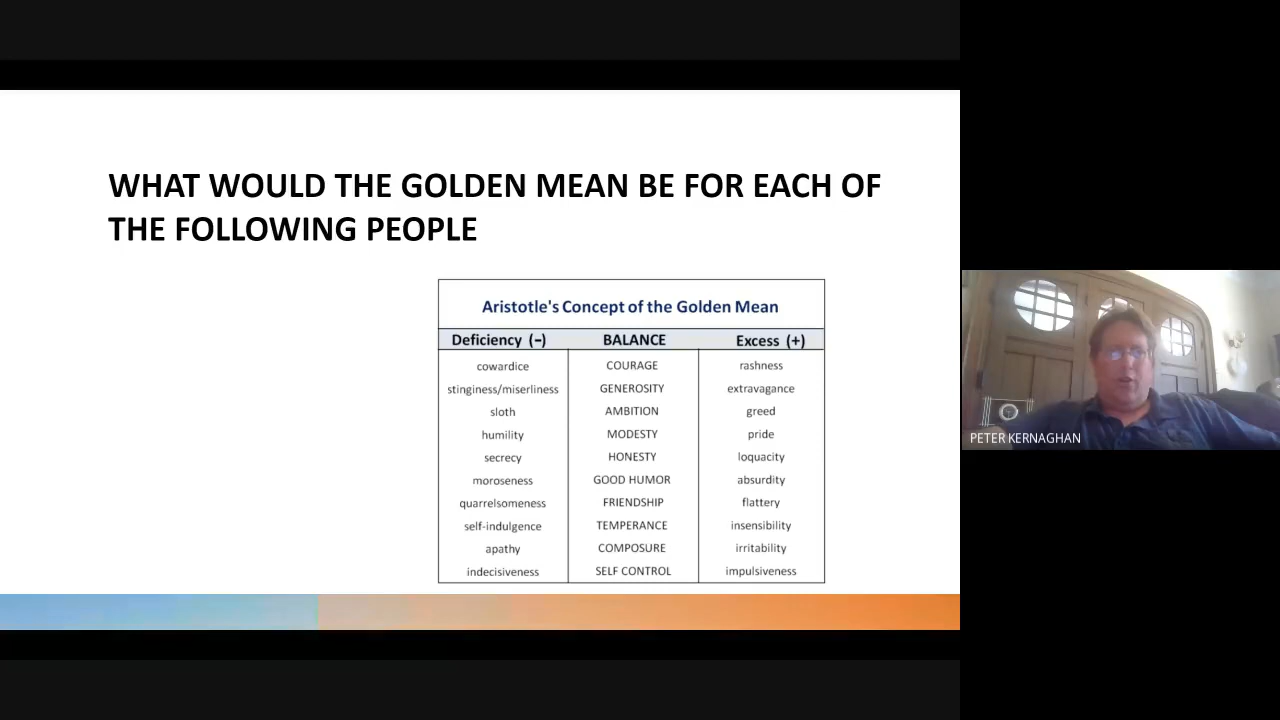 WHAT WOULD THE GOLDEN MEAN BE FOR EACH OF
THE FOLLOWING PEOPLE
Aristotle's Concept of the Golden Mean
Deficiency (−) BALANCE Excess (+)
cowardice COURAGE rashness
stinginess/miserliness GENEROSITY extravagance
sloth AMBITION greed
humility MODESTY pride
secrecy HONESTY loquacity
moroseness GOOD HUMOR absurdity
quarrelsomeness FRIENDSHIP flattery
self-indulgence TEMPERANCE insensibility
apathy COMPOSURE irritability
indecisiveness SELF CONTROL impulsiveness
PETER KERNAGHAN